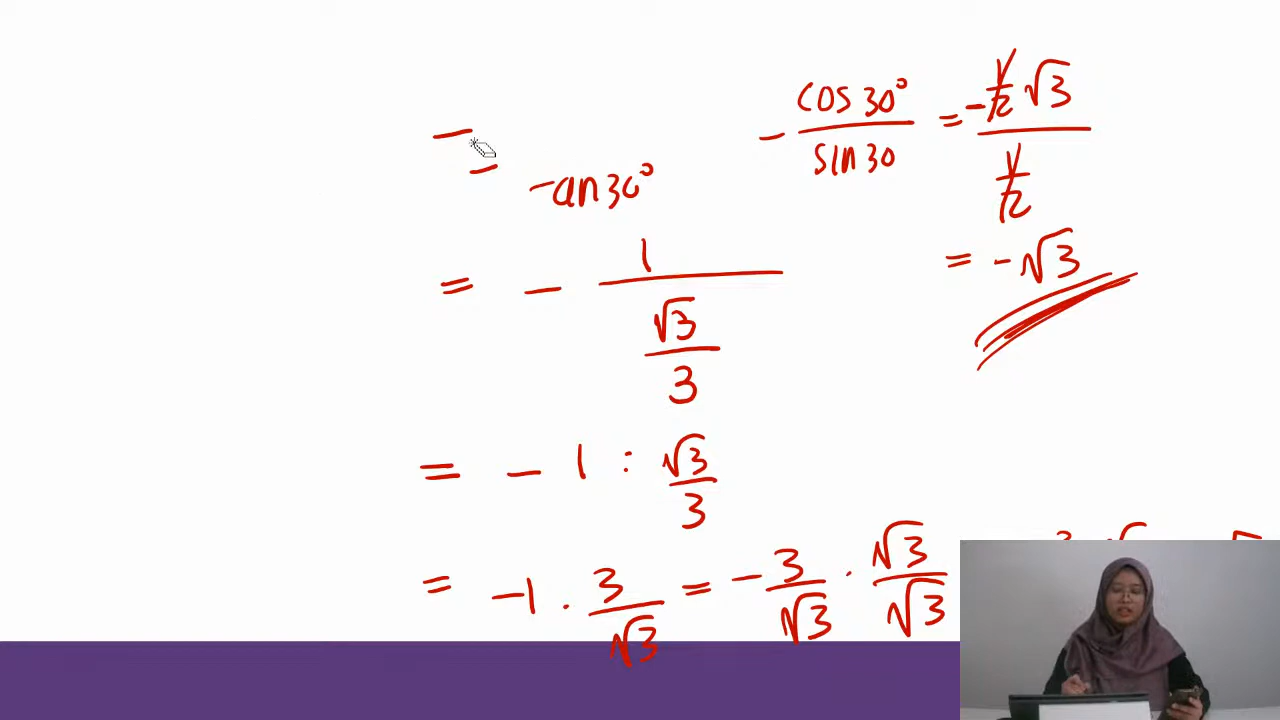 - an 30°
= - 1 / (√3 / 3)
= - 1 : √3 / 3
= -1 . 3 / √3 = - 3 / √3 . √3 / √3
- cos 30° / sin 30 = - 1/2 √3 / 1/2
= - √3